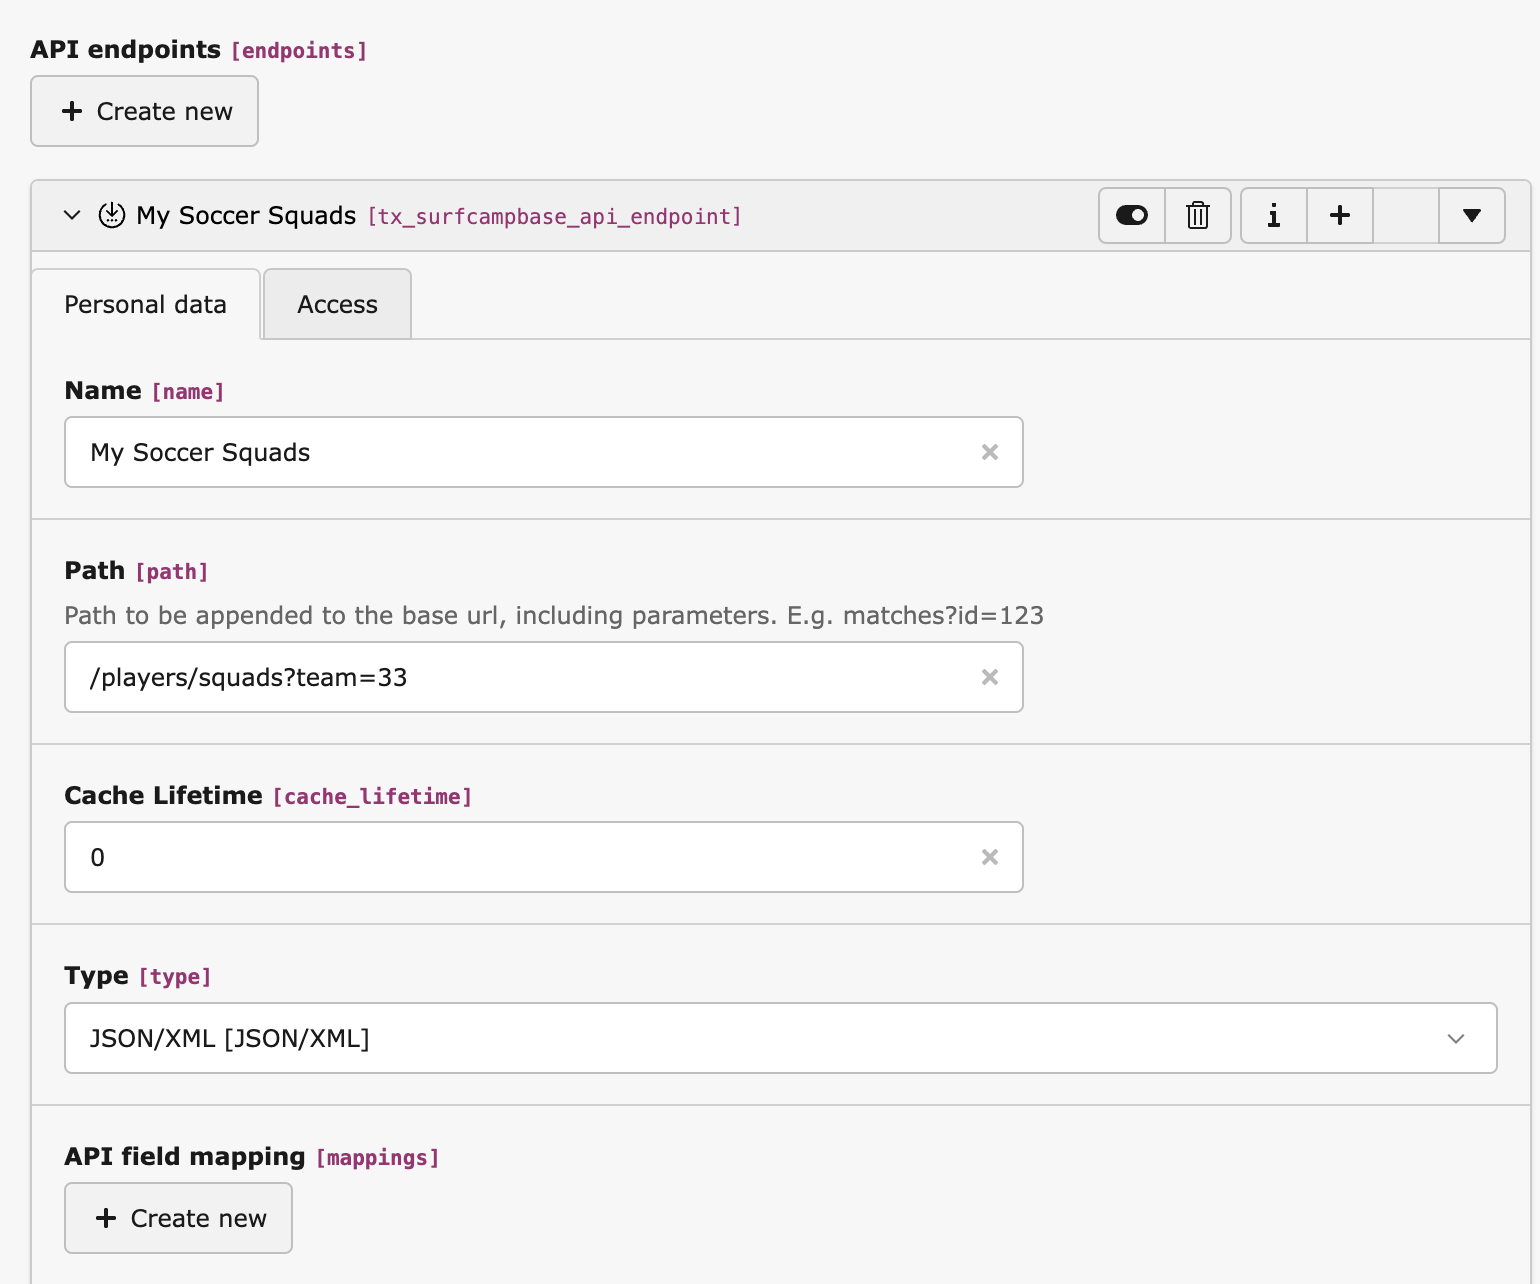 API endpoints [endpoints]
+ Create new
My Soccer Squads [tx_surfcampbase_api_endpoint]
Personal data
Access
Name [name]
My Soccer Squads
Path [path]
Path to be appended to the base url, including parameters. E.g. matches?id=123
/players/squads?team=33
Cache Lifetime [cache_lifetime]
0
Type [type]
JSON/XML [JSON/XML]
API field mapping [mappings]
+ Create new